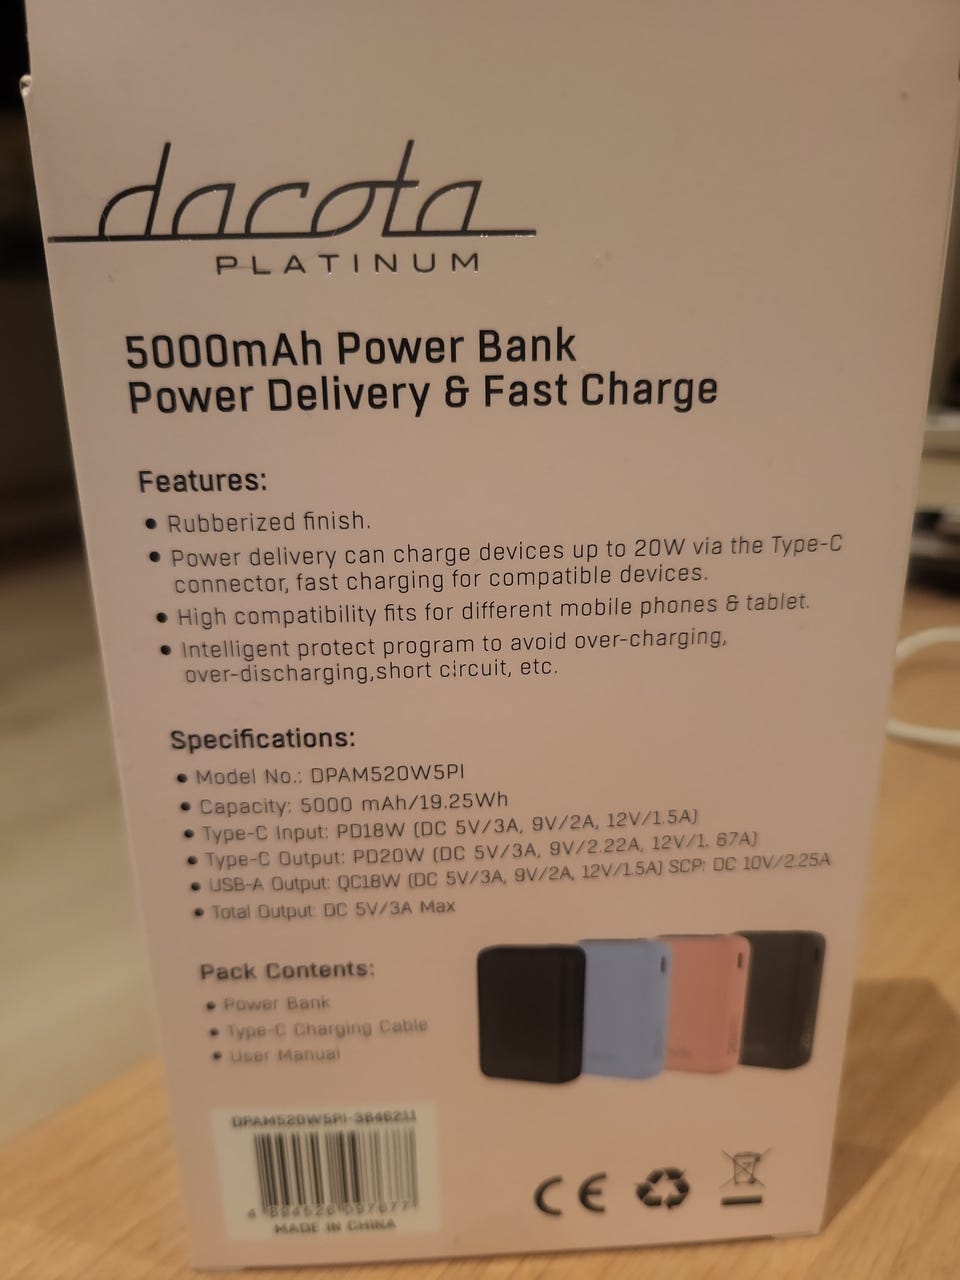 dacota
PLATINUM
5000mAh Power Bank
Power Delivery & Fast Charge
Features:
• Rubberized finish.
• Power delivery can charge devices up to 20W via the Type-C
connector, fast charging for compatible devices.
• High compatibility fits for different mobile phones & tablet.
• Intelligent protect program to avoid over-charging,
over-discharging,short circuit, etc.
Specifications:
• Model No.: DPAM520W5PI
• Capacity: 5000 mAh/19.25Wh
• Type-C Input: PD18W (DC 5V/3A, 9V/2A, 12V/1.5A)
• Type-C Output: PD20W (DC 5V/3A, 9V/2.22A, 12V/1. 67A)
• USB-A Output: QC18W (DC 5V/3A, 9V/2A, 12V/1.5A) SCP: DC 10V/2.25A
• Total Output: DC 5V/3A Max
Pack Contents:
• Power Bank
• Type-C Charging Cable
• User Manual
DPAM520W5PI-3646211
MADE IN CHINA
CE